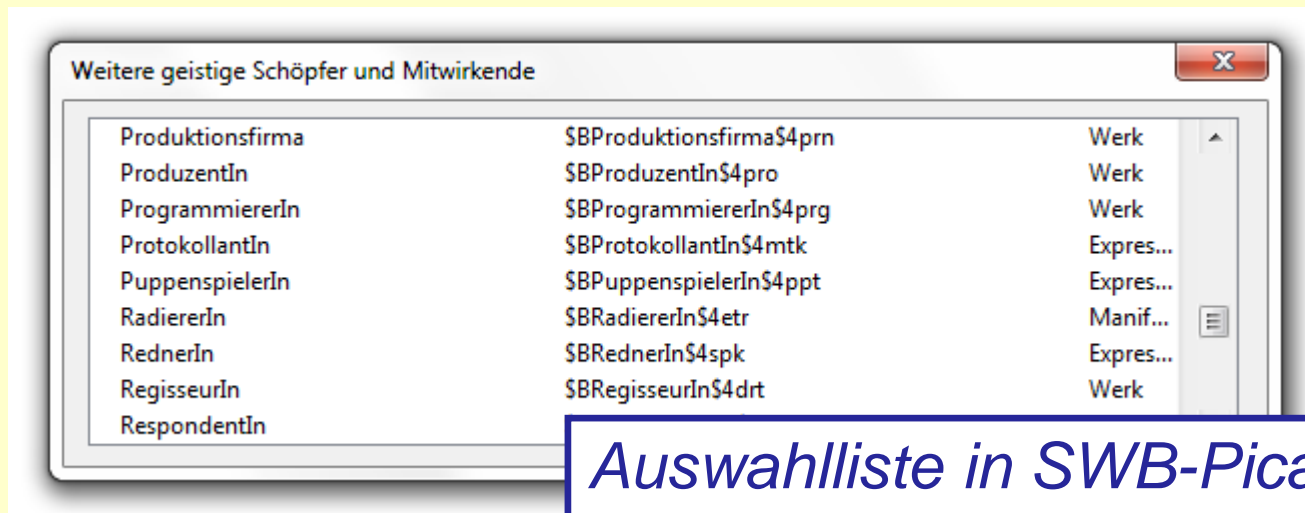 Weitere geistige Schöpfer und Mitwirkende
Produktionsfirma $BProduktionsfirma$4prn Werk
ProduzentIn $BProduzentIn$4pro Werk
ProgrammiererIn $BProgrammiererIn$4prg Werk
ProtokollantIn $BProtokollantIn$4mtk Expres...
PuppenspielerIn $BPuppenspielerIn$4ppt Expres...
RadiererIn $BRadiererIn$4etr Manif...
RednerIn $BRednerIn$4spk Expres...
RegisseurIn $BRegisseurIn$4drt Werk
RespondentIn
Auswahlliste in SWB-Pica